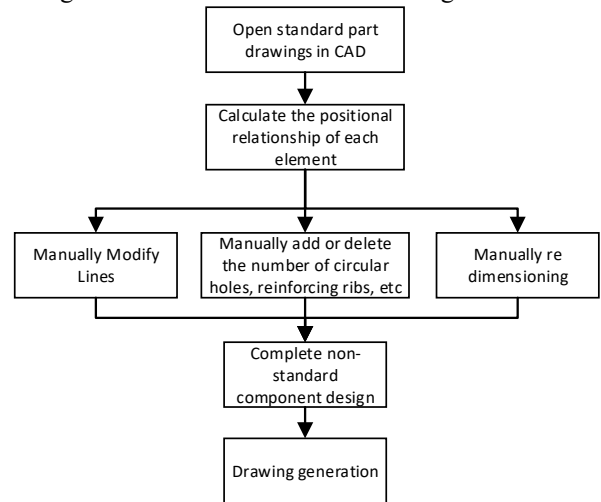 Open standard part
drawings in CAD
Calculate the positional
relationship of each
element
Manually Modify
Lines
Manually add or delete
the number of circular
holes, reinforcing ribs, etc
Manually re
dimensioning
Complete non-
standard
component design
Drawing generation